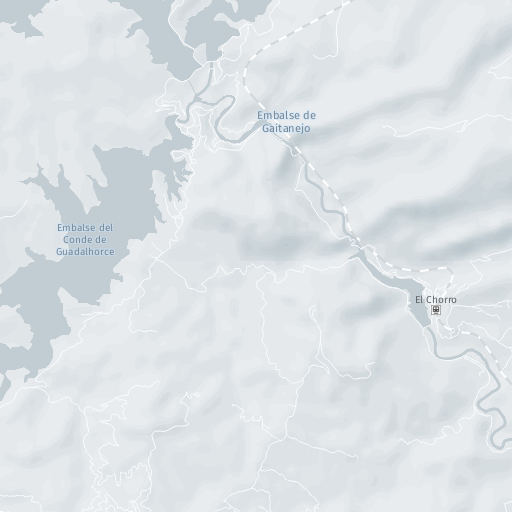 Embalse de
Gaitanejo
Embalse del
Conde de
Guadalhorce
El Chorro